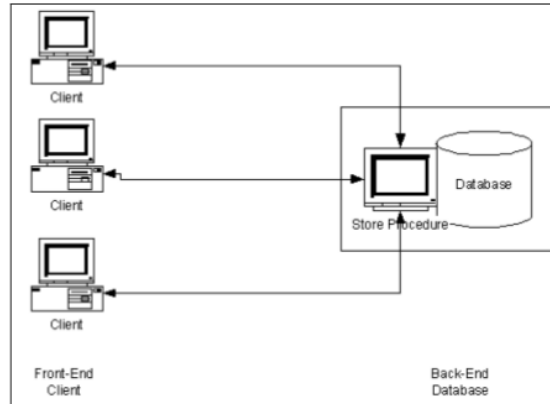 Client
Client
Database
Store Procedure
Client
Front-End
Client
Back-End
Database